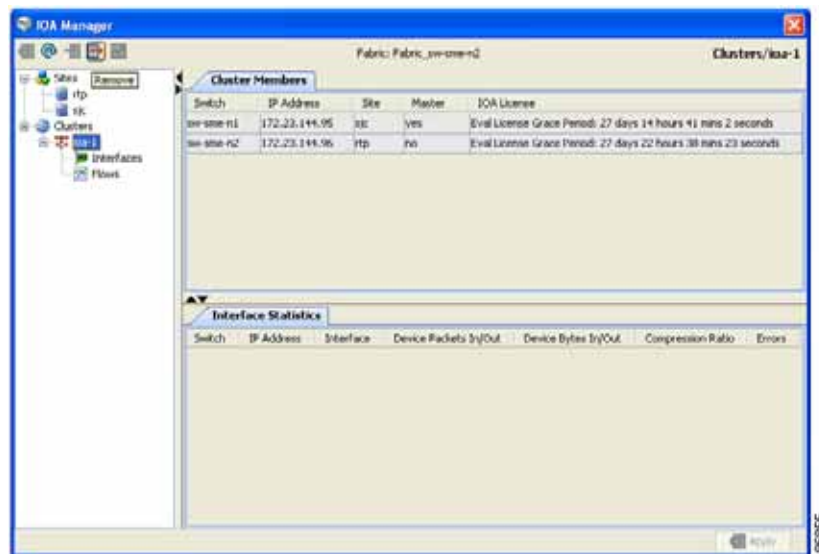 IOA Manager
Fabric: Fabric_sw-sme-n2
Clusters/ioa-1
Sites
Remove
rtp
sjc
Clusters
ioa-1
Interfaces
Flows
Cluster Members
Switch IP Address Site Master IOA License
sw-sme-n1 172.23.144.95 sjc yes Eval License Grace Period: 27 days 14 hours 41 mins 2 seconds
sw-sme-n2 172.23.144.96 rtp no Eval License Grace Period: 27 days 22 hours 38 mins 23 seconds
Interface Statistics
Switch IP Address Interface Device Packets In/Out Device Bytes In/Out Compression Ratio Errors
Apply